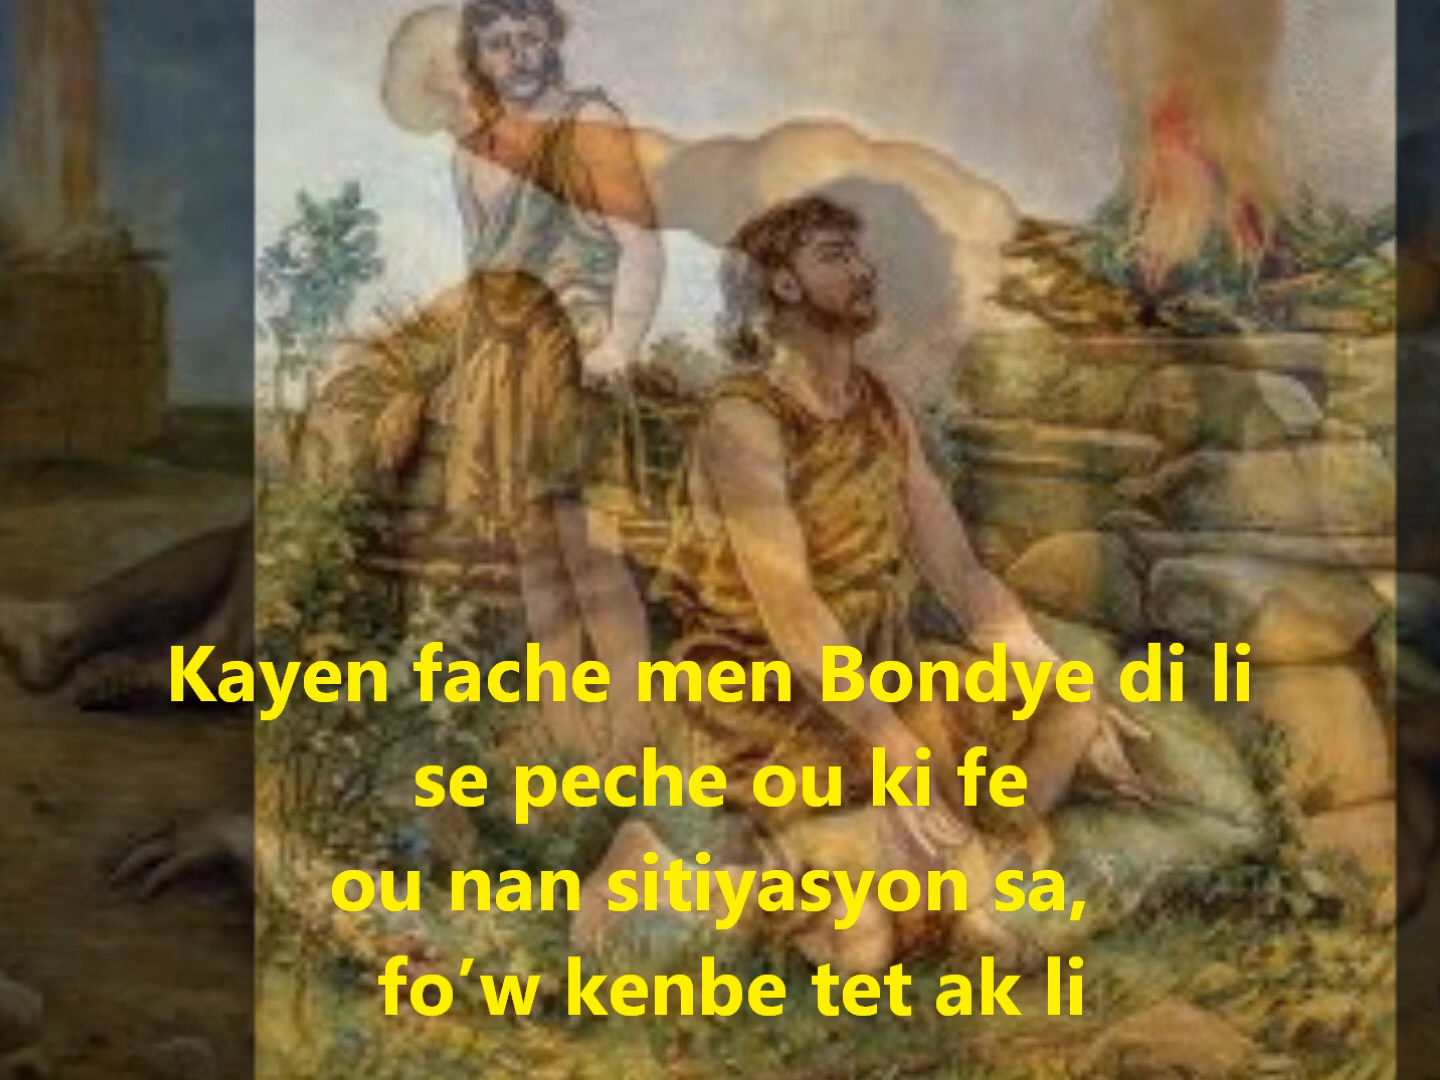 Kayen fache men Bondye di li
se peche ou ki fe
ou nan sitiyasyon sa,
fo’w kenbe tet ak li